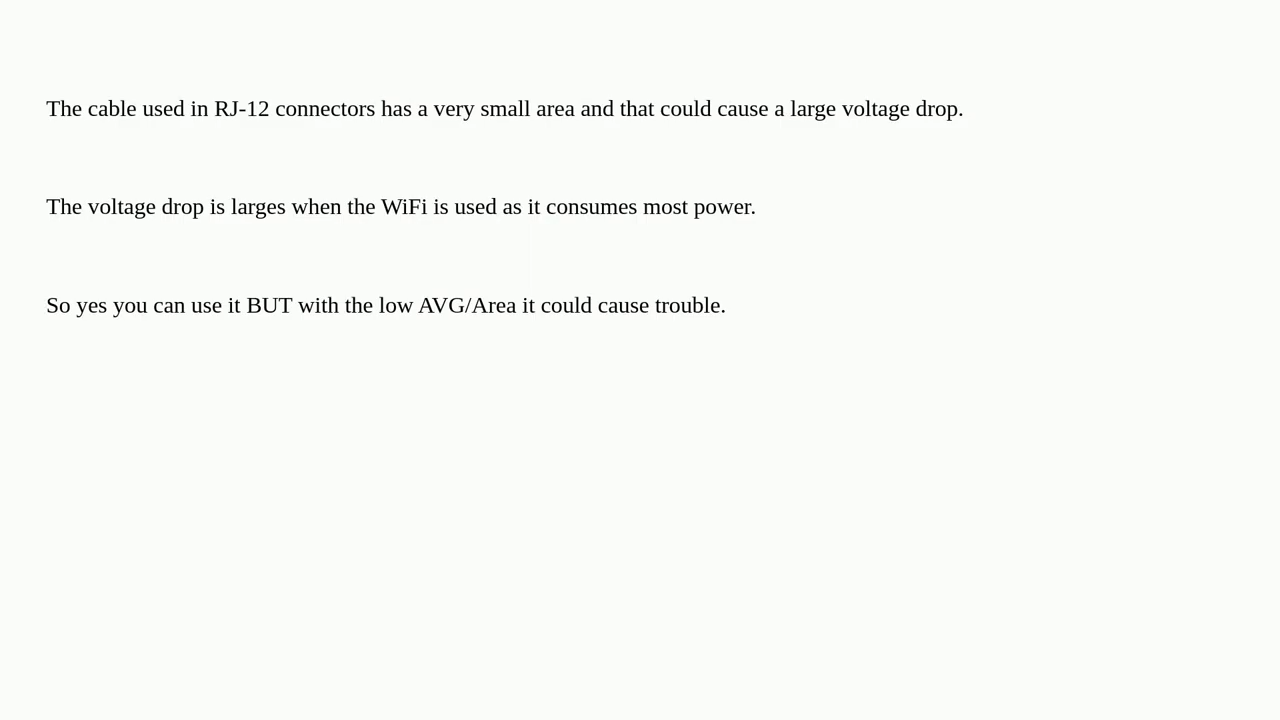 The cable used in RJ-12 connectors has a very small area and that could cause a large voltage drop.
The voltage drop is larges when the WiFi is used as it consumes most power.
So yes you can use it BUT with the low AVG/Area it could cause trouble.